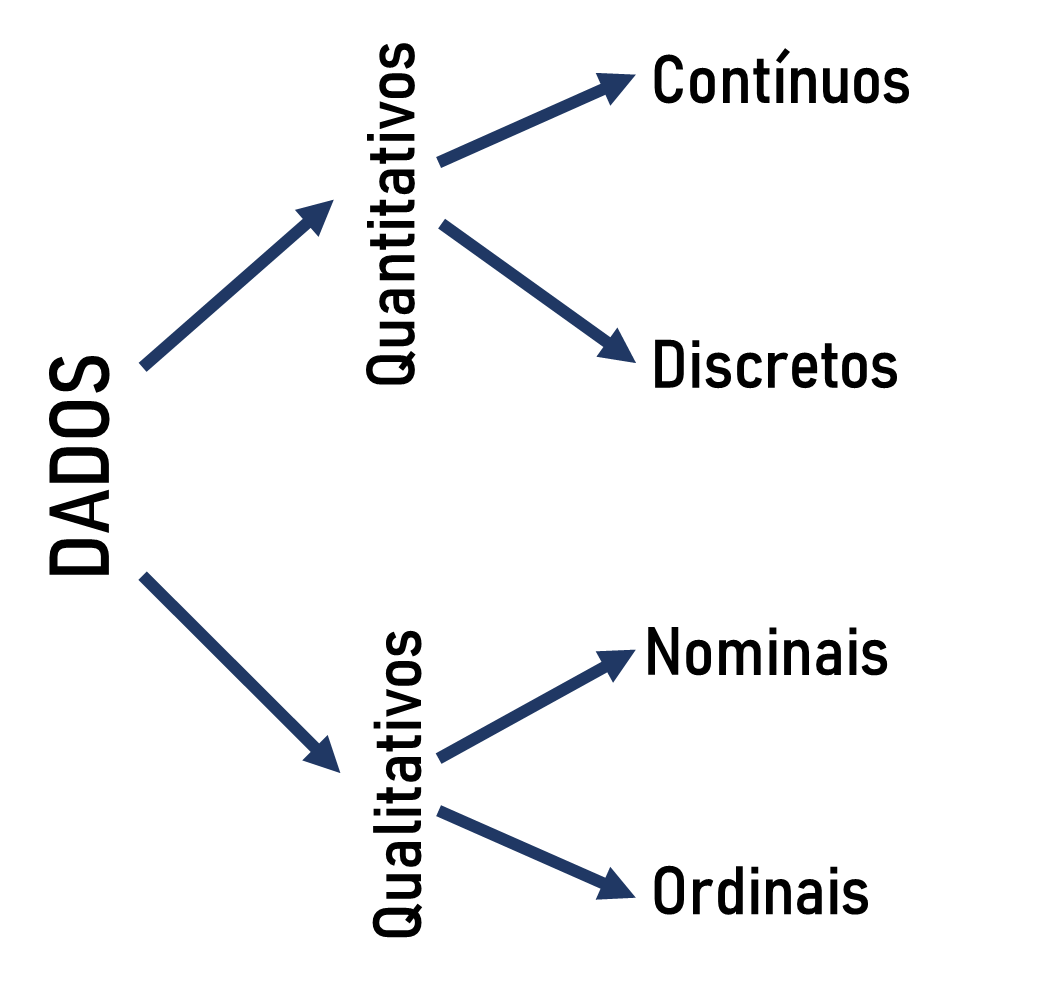 DADOS
Quantitativos
Contínuos
Discretos
Qualitativos
Nominais
Ordinais